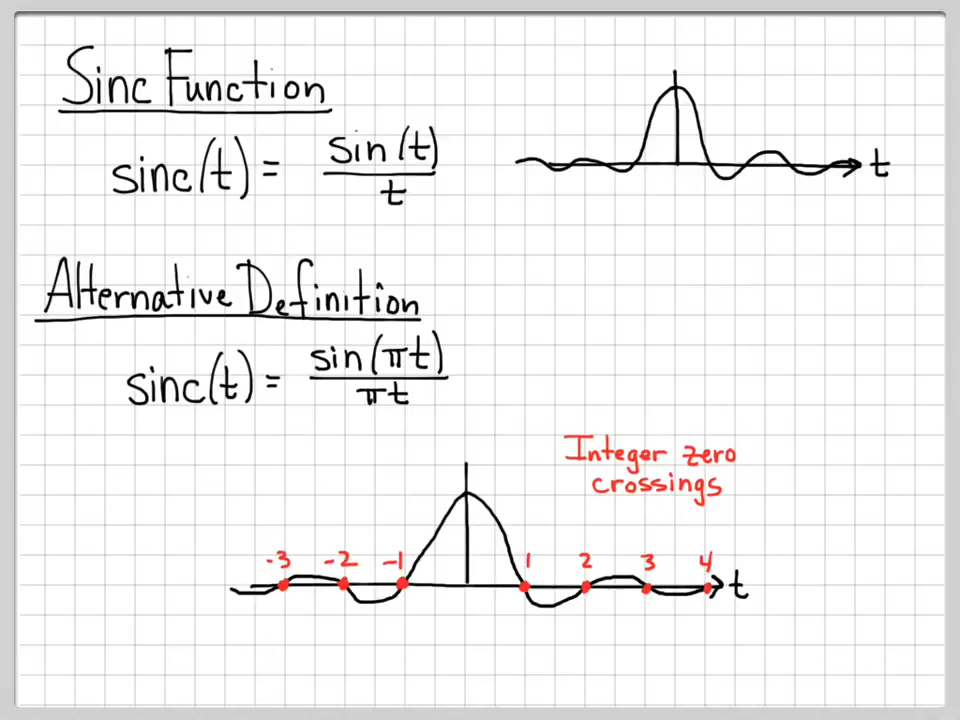 Sinc Function
sinc(t) = sin(t)/t
t
Alternative Definition
sinc(t) = sin(πt)/πt
Integer zero
crossings
-3 -2 -1 1 2 3 4
t